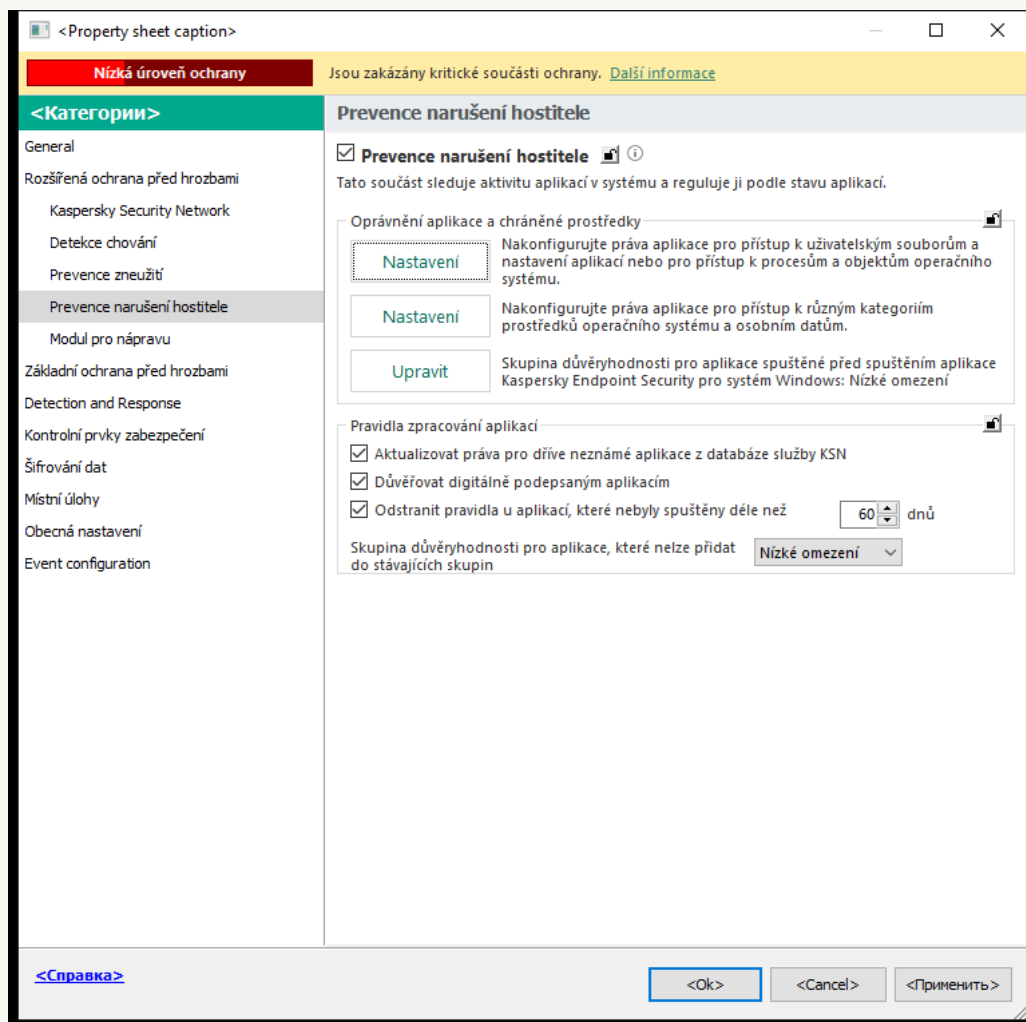 <Property sheet caption>
Nízká úroveň ochrany
Jsou zakázány kritické součásti ochrany. Další informace
<Категории>
General
Rozšířená ochrana před hrozbami
Kaspersky Security Network
Detekce chování
Prevence zneužití
Prevence narušení hostitele
Modul pro nápravu
Základní ochrana před hrozbami
Detection and Response
Kontrolní prvky zabezpečení
Šifrování dat
Místní úlohy
Obecná nastavení
Event configuration
Prevence narušení hostitele
Prevence narušení hostitele
Tato součást sleduje aktivitu aplikací v systému a reguluje ji podle stavu aplikací.
Oprávnění aplikace a chráněné prostředky
Nastavení
Nakonfigurujte práva aplikace pro přístup k uživatelským souborům a
nastavení aplikací nebo pro přístup k procesům a objektům operačního
systému.
Nastavení
Nakonfigurujte práva aplikace pro přístup k různým kategoriím
prostředků operačního systému a osobním datům.
Upravit
Skupina důvěryhodnosti pro aplikace spuštěné před spuštěním aplikace
Kaspersky Endpoint Security pro systém Windows: Nízké omezení
Pravidla zpracování aplikací
Aktualizovat práva pro dříve neznámé aplikace z databáze služby KSN
Důvěřovat digitálně podepsaným aplikacím
Odstranit pravidla u aplikací, které nebyly spuštěny déle než 60 dnů
Skupina důvěryhodnosti pro aplikace, které nelze přidat
do stávajících skupin
Nízké omezení
<Справка>
<Ok>
<Cancel>
<Применить>